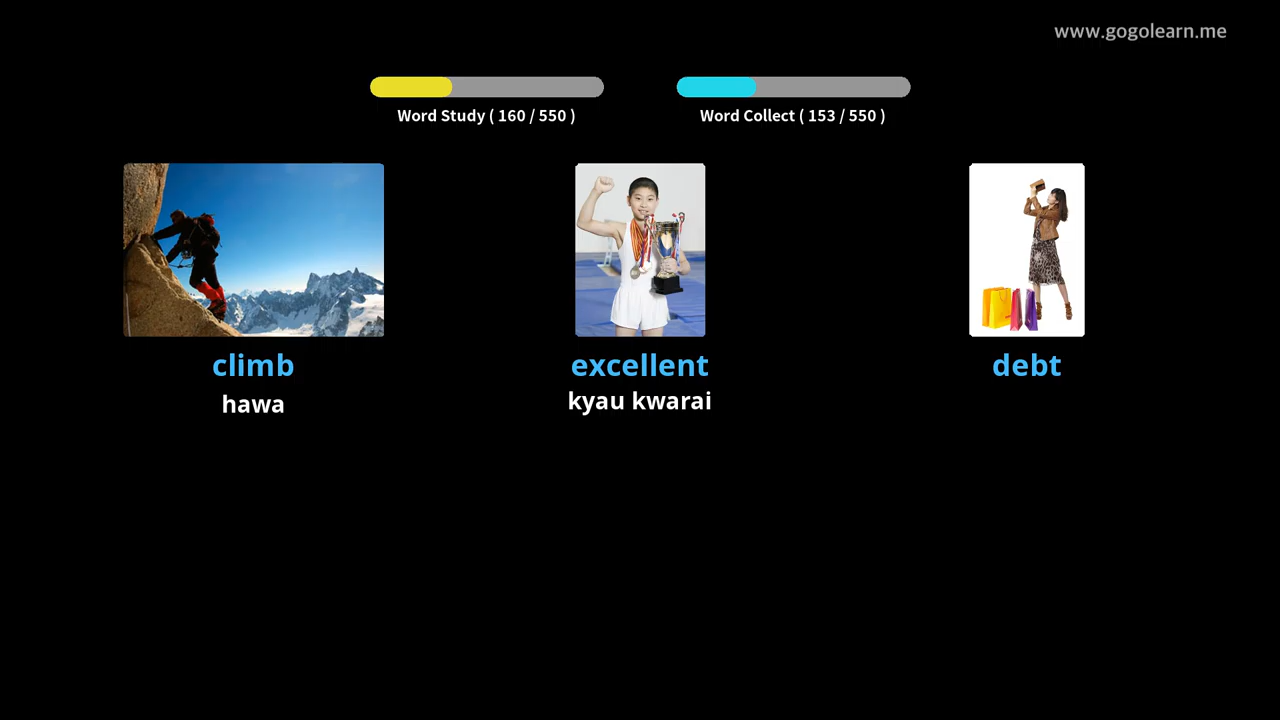 www.gogolearn.me
Word Study ( 160 / 550 )
Word Collect ( 153 / 550 )
climb
excellent
debt
hawa
kyau kwarai